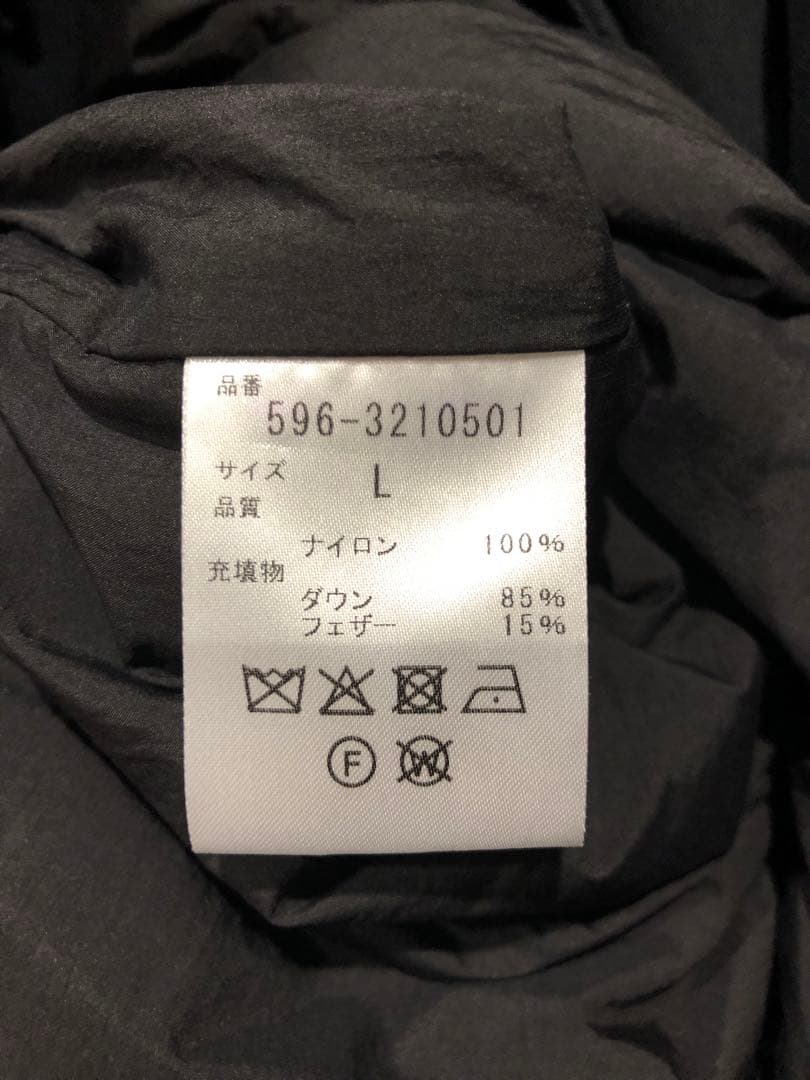 品番
596-3210501
サイズ L
品質
ナイロン 100%
充填物
ダウン 85%
フェザー 15%
F W